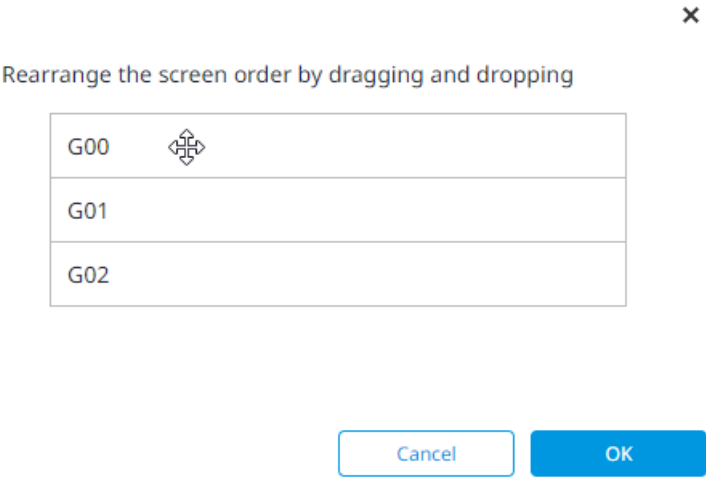 Rearrange the screen order by dragging and dropping
G00
G01
G02
Cancel OK